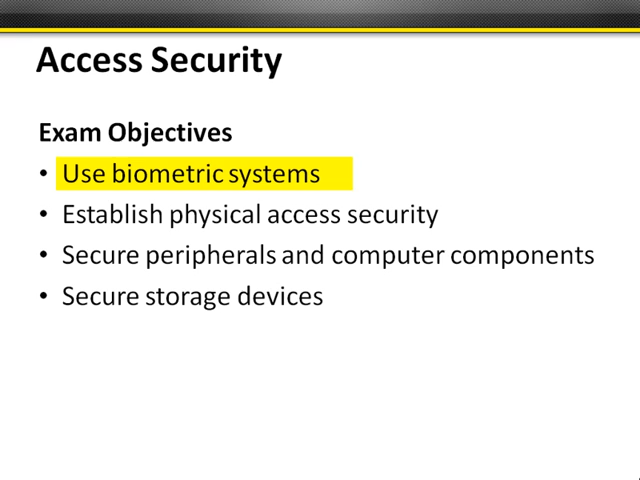 Access Security
Exam Objectives
• Use biometric systems
• Establish physical access security
• Secure peripherals and computer components
• Secure storage devices